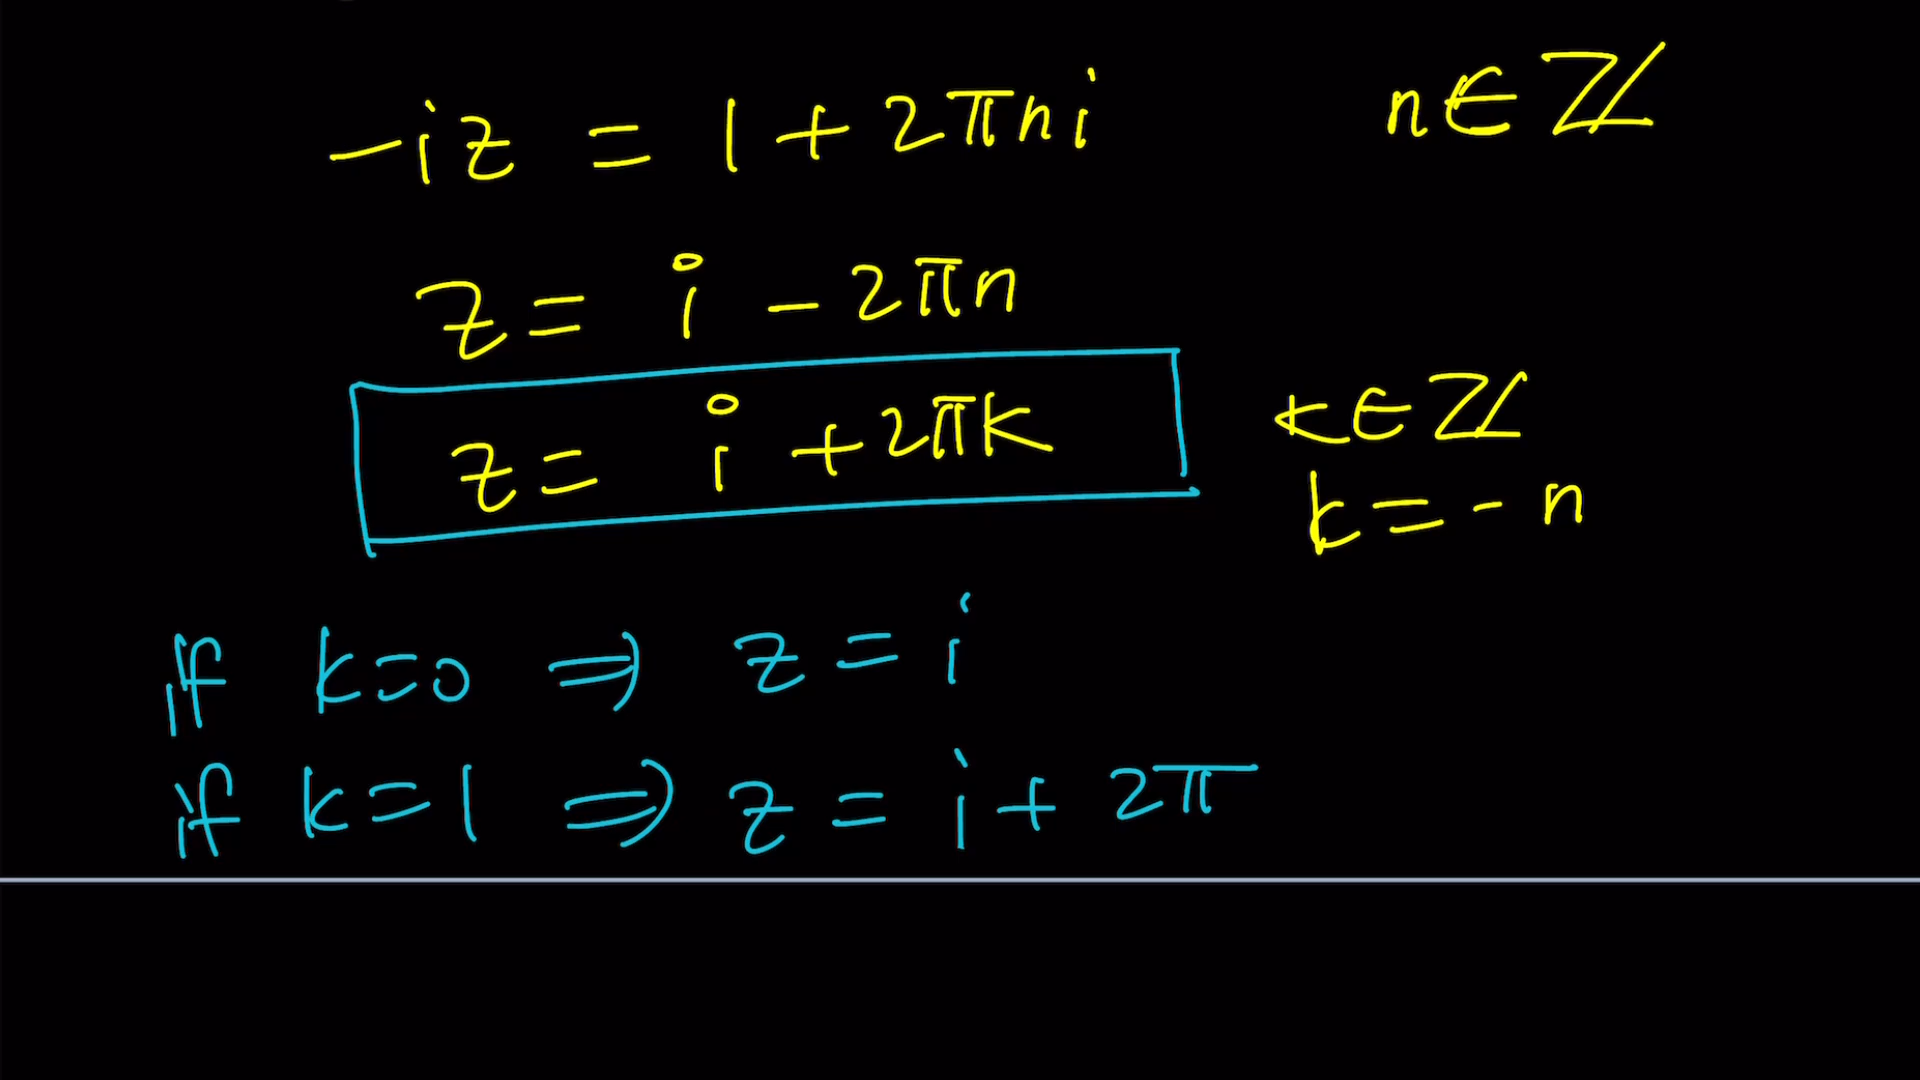 -iz = 1 + 2πni n∈ℤ
z = i - 2πn
z = i + 2πk k∈ℤ
k = -n
if k=0 ⇒ z = i
if k=1 ⇒ z = i + 2π